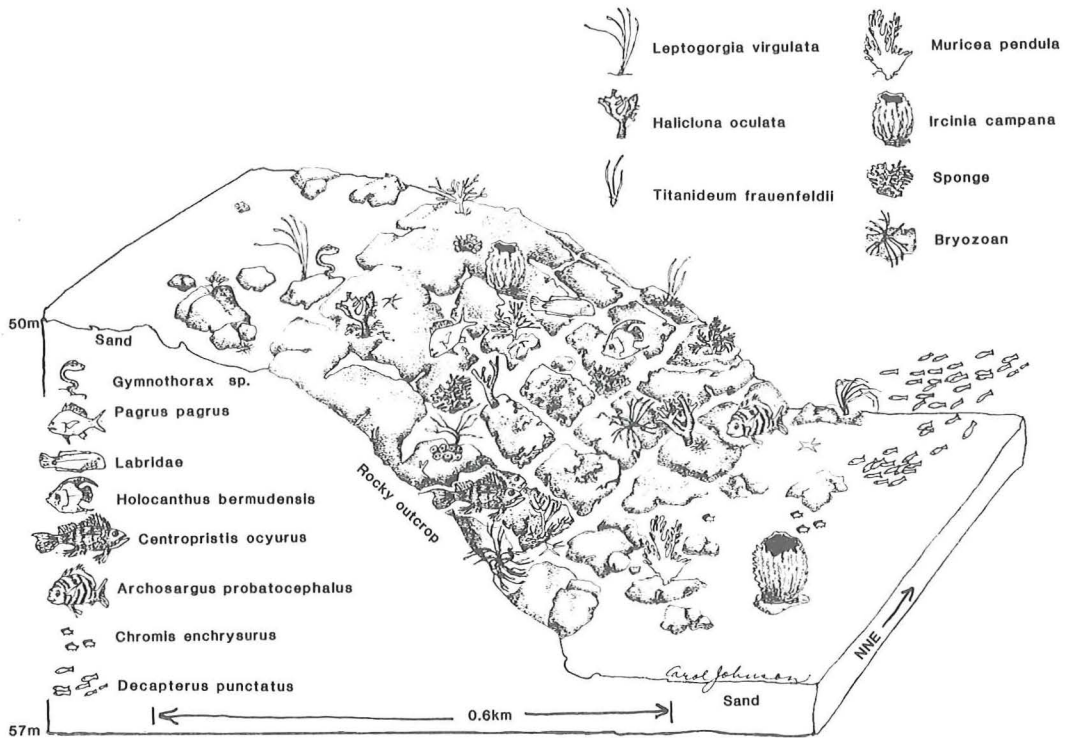 Leptogorgia virgulata
Muricea pendula
Haliclona oculata
Ircinia campana
Titanideum frauenfeldii
Sponge
Bryozoan
50m
Sand
Gymnothorax sp.
Pagrus pagrus
Labridae
Holocanthus bermudensis
Centropristis ocyurus
Archosargus probatocephalus
Chromis enchrysurus
Decapterus punctatus
Rocky outcrop
NNE
Carol Johnson
Sand
0.6km
57m